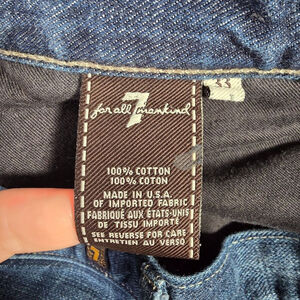 7
for all mankind
100% COTTON
100% COTON
MADE IN U.S.A.
OF IMPORTED FABRIC
FABRIQUÉ AUX ÉTATS-UNIS
DE TISSU IMPORTÉ
SEE REVERSE FOR CARE
ENTRETIEN AU VERSO